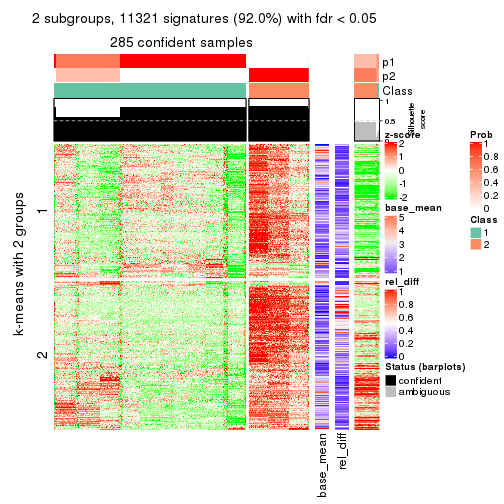 2 subgroups, 11321 signatures (92.0%) with fdr < 0.05
285 confident samples
p1
p2
Class
1
0.5
0
Silhouette
score
k-means with 2 groups
1
2
z-score
2
1
0
-1
-2
base_mean
5
4
3
2
1
rel_diff
1
0.8
0.6
0.4
0.2
0
Status (barplots)
confident
ambiguous
Prob
1
0.8
0.6
0.4
0.2
0
Class
1
2
base_mean
rel_diff